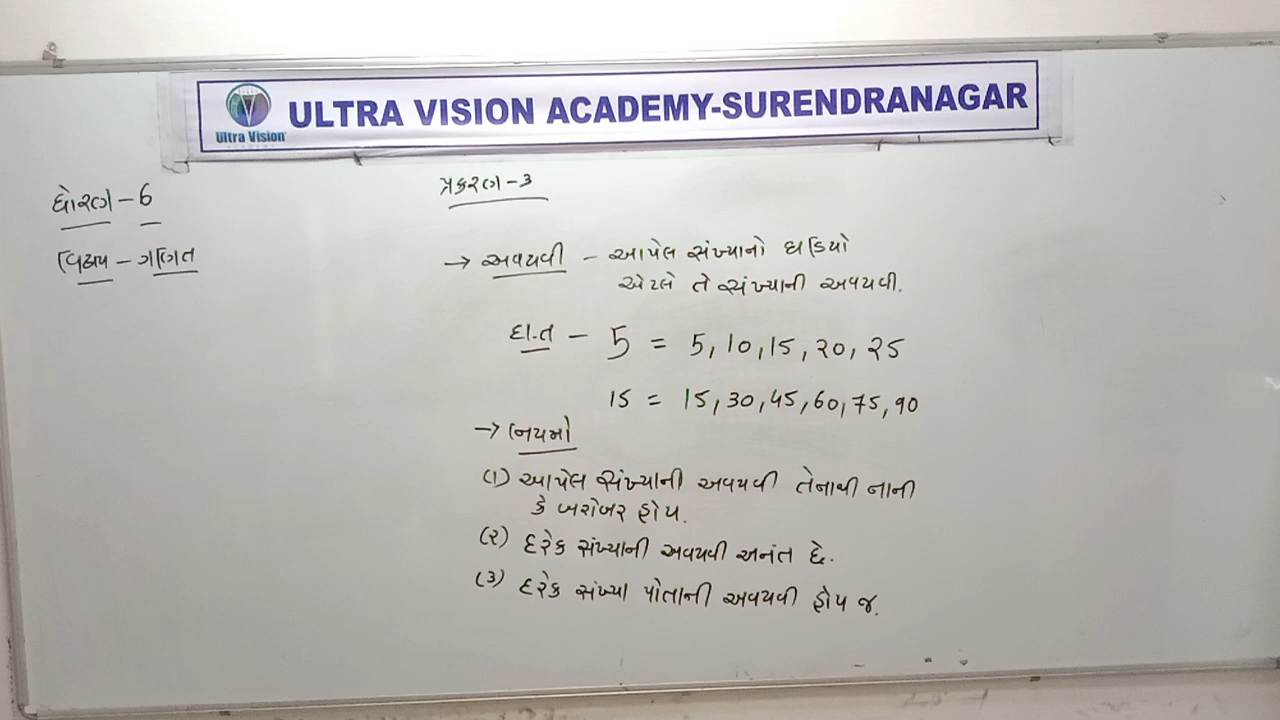 ULTRA VISION ACADEMY-SURENDRANAGAR
Ultra Vision
ધોરણ - 6
વિષય - ગણિત
પ્રકરણ - ૩
→ અવયવી - આપેલ સંખ્યાનો ઘડિયો
એટલે તે સંખ્યાની અવયવી.
દા.ત - 5 = 5, 10, 15, 20, 25
15 = 15, 30, 45, 60, 75, 90
→ નિયમો
(૧) આપેલ સંખ્યાની અવયવી તેનાથી નાની
કે બરોબર હોય.
(૨) દરેક સંખ્યાની અવયવી અનંત છે.
(૩) દરેક સંખ્યા પોતાની અવયવી હોય જ.